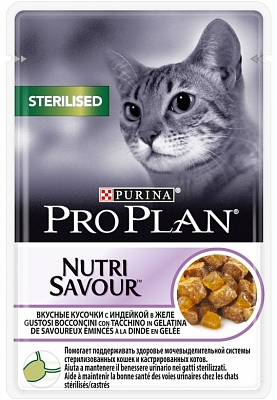 STERILISED
PURINA
PRO PLAN
NUTRI
SAVOUR™
ВКУСНЫЕ КУСОЧКИ С ИНДЕЙКОЙ В ЖЕЛЕ
GUSTOSI BOCCONCINI CON TACCHINO IN GELATINA
DE SAVOUREUX ÉMINCÉS À LA DINDE EN GELÉE
Помогает поддерживать здоровье мочевыделительной системы
стерилизованных кошек и кастрированных котов.
Aiuta a mantenere il benessere urinario nei gatti sterilizzati.
Aide à maintenir la bonne santé des voies urinaires chez les chats
stérilisés/castrés